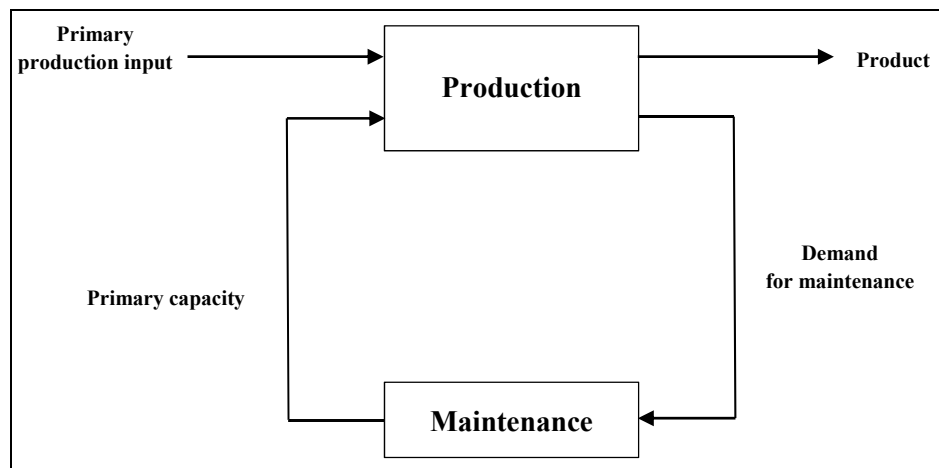 Primary
production input
Production
Product
Demand
for maintenance
Primary capacity
Maintenance